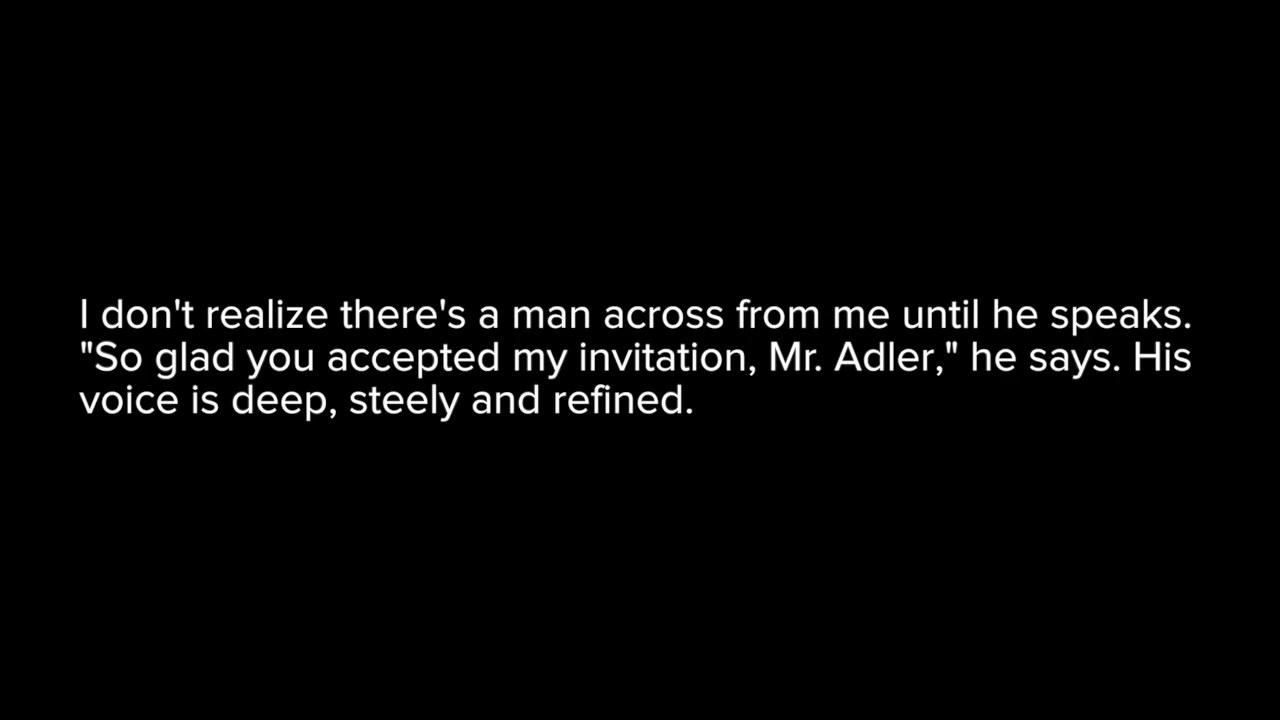 I don't realize there's a man across from me until he speaks.
"So glad you accepted my invitation, Mr. Adler," he says. His
voice is deep, steely and refined.